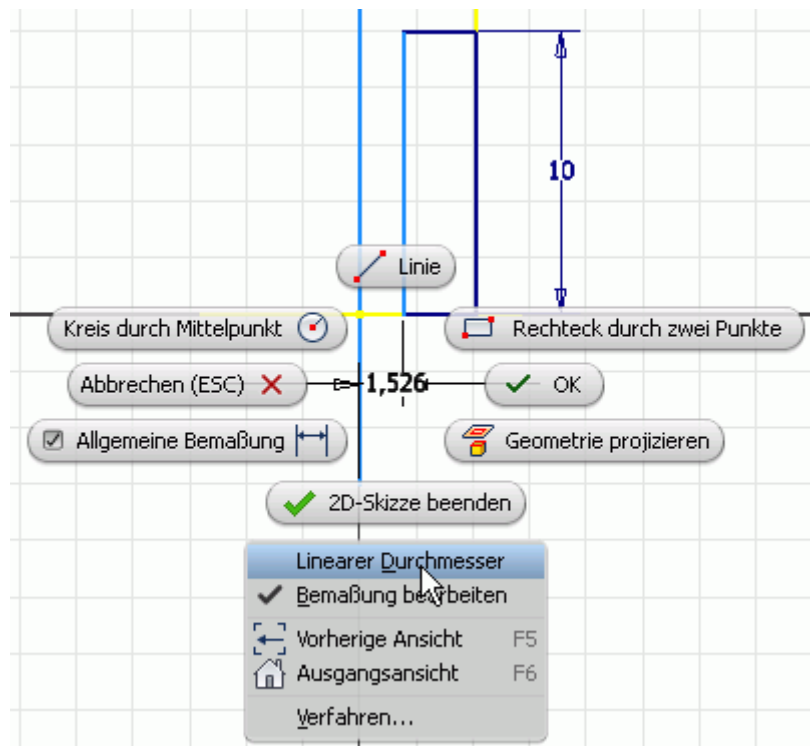 10
Linie
Kreis durch Mittelpunkt
Rechteck durch zwei Punkte
Abbrechen (ESC)
1,526
OK
Allgemeine Bemaßung
Geometrie projizieren
2D-Skizze beenden
Linearer Durchmesser
Bemaßung bearbeiten
Vorherige Ansicht F5
Ausgangsansicht F6
Verfahren...